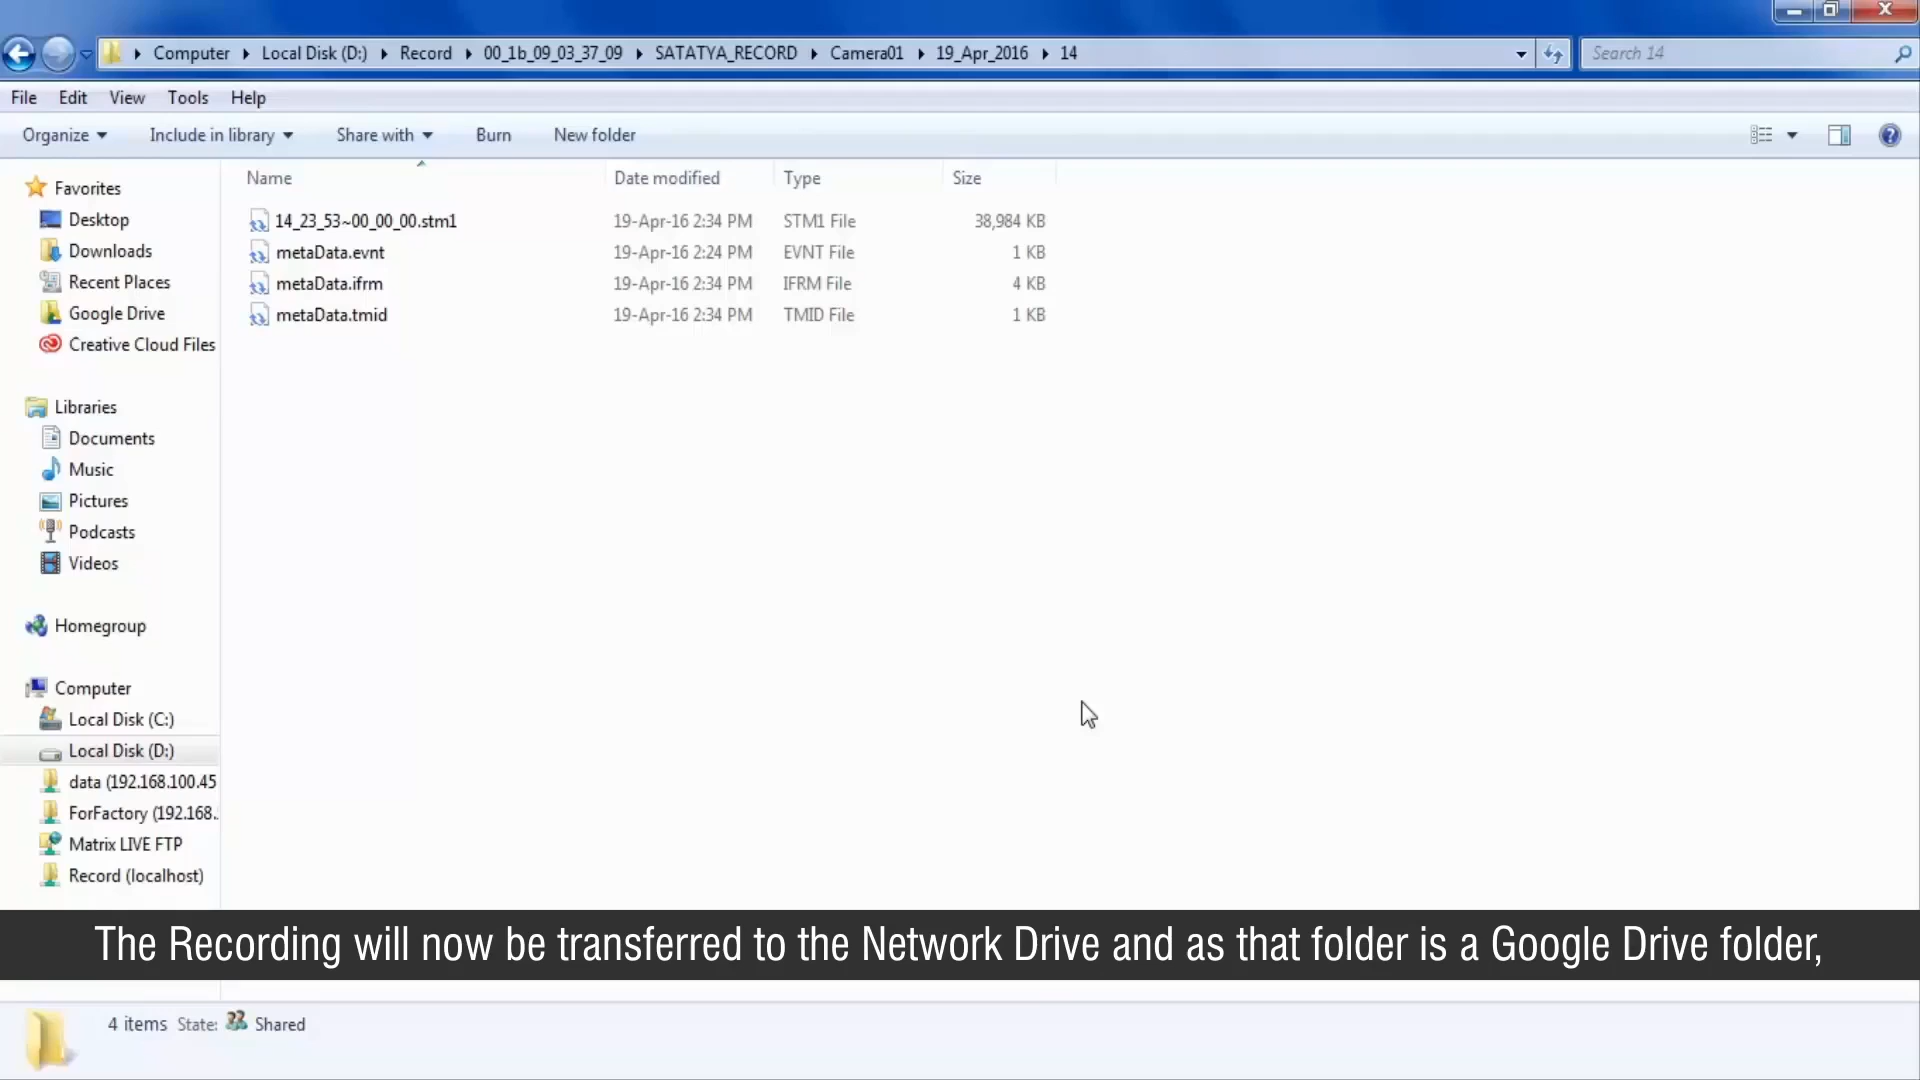 Computer Local Disk (D:) Record 00_1b_09_03_37_09 SATATYA_RECORD Camera01 19_Apr_2016 14 Search 14
File Edit View Tools Help
Organize Include in library Share with Burn New folder
Name Date modified Type Size
14_23_53~00_00_00.stm1 19-Apr-16 2:34 PM STM1 File 38,984 KB
metaData.evnt 19-Apr-16 2:24 PM EVNT File 1 KB
metaData.ifrm 19-Apr-16 2:34 PM IFRM File 4 KB
metaData.tmid 19-Apr-16 2:34 PM TMID File 1 KB
Favorites
Desktop
Downloads
Recent Places
Google Drive
Creative Cloud Files
Libraries
Documents
Music
Pictures
Podcasts
Videos
Homegroup
Computer
Local Disk (C:)
Local Disk (D:)
data (192.168.100.45
ForFactory (192.168.
Matrix LIVE FTP
Record (localhost)
The Recording will now be transferred to the Network Drive and as that folder is a Google Drive folder,
4 items State: Shared